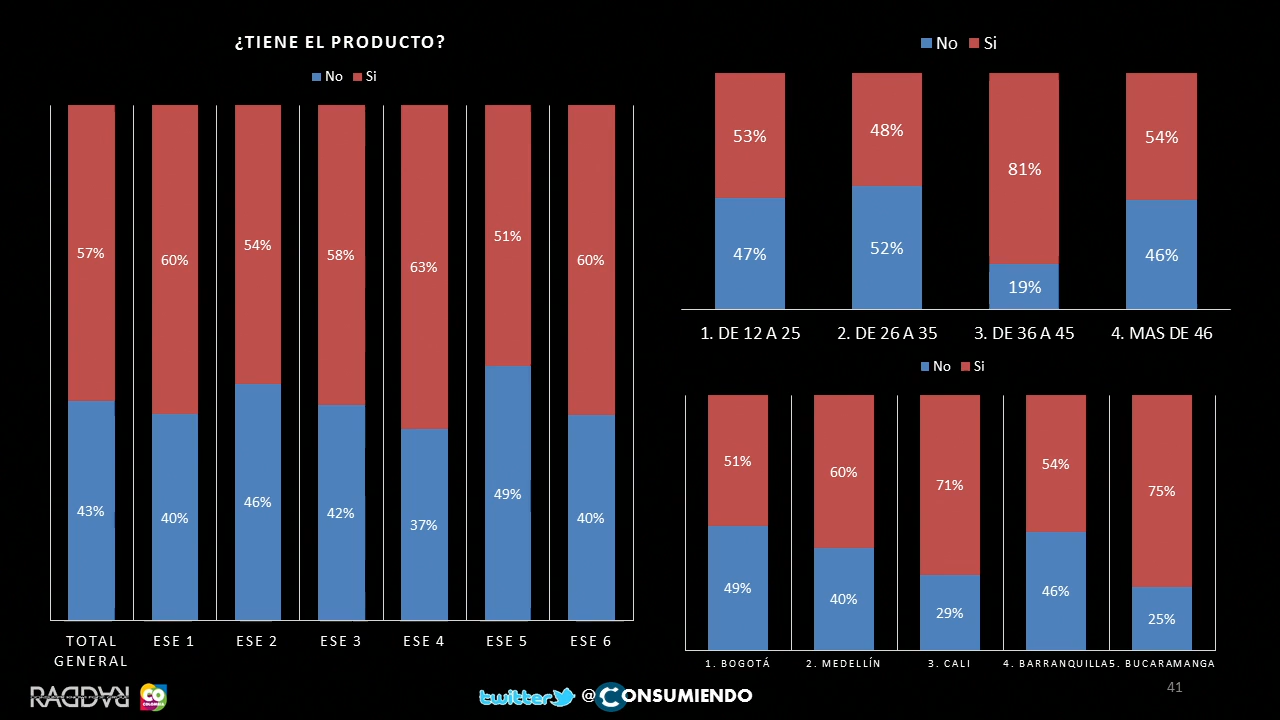 ¿TIENE EL PRODUCTO?
No Si
57% 60% 54% 58% 63% 51% 60%
43% 40% 46% 42% 37% 49% 40%
TOTAL GENERAL ESE 1 ESE 2 ESE 3 ESE 4 ESE 5 ESE 6
No Si
53% 48% 81% 54%
47% 52% 19% 46%
1. DE 12 A 25 2. DE 26 A 35 3. DE 36 A 45 4. MAS DE 46
No Si
51% 60% 71% 54% 75%
49% 40% 29% 46% 25%
1. BOGOTÁ 2. MEDELLÍN 3. CALI 4. BARRANQUILLA 5. BUCARAMANGA
RADDAR CO COLOMBIA
twitter @CONSUMIENDO
41